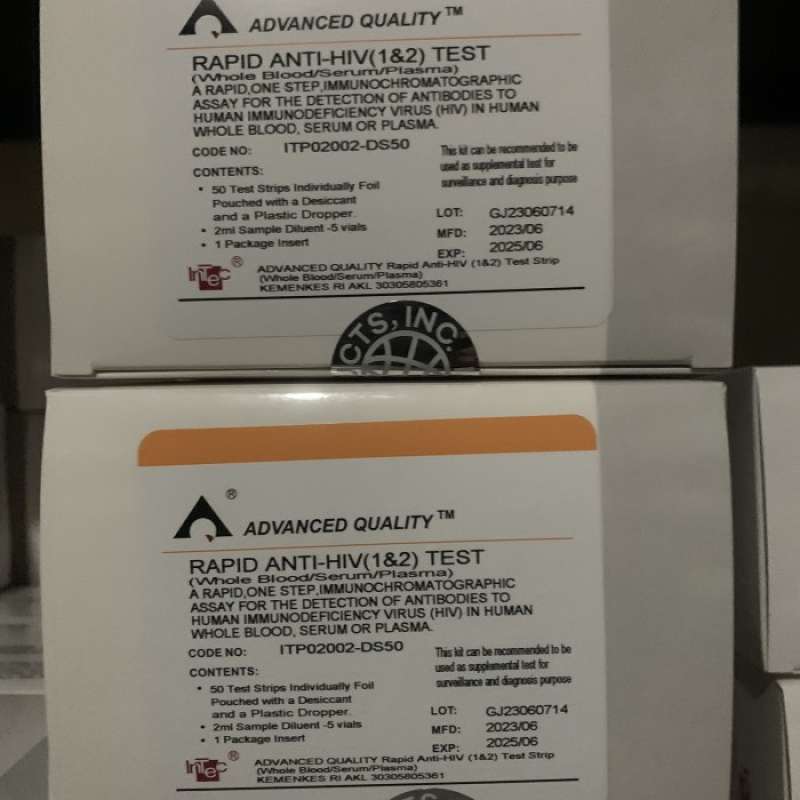 ADVANCED QUALITY™
RAPID ANTI-HIV(1&2) TEST
(Whole Blood/Serum/Plasma)
A RAPID,ONE STEP,IMMUNOCHROMATOGRAPHIC
ASSAY FOR THE DETECTION OF ANTIBODIES TO
HUMAN IMMUNODEFICIENCY VIRUS (HIV) IN HUMAN
WHOLE BLOOD, SERUM OR PLASMA.
CODE NO: ITP02002-DS50
This kit can be recommended to be
used as supplemental test for
surveillance and diagnosis purpose
CONTENTS:
• 50 Test Strips Individually Foil
Pouched with a Desiccant
and a Plastic Dropper.
• 2ml Sample Diluent -5 vials
• 1 Package Insert
LOT: GJ23060714
MFD: 2023/06
EXP: 2025/06
InTec®
ADVANCED QUALITY Rapid Anti-HIV (1&2) Test Strip
(Whole Blood/Serum/Plasma)
KEMENKES RI AKL 30305805361
CTS, INC.
®
ADVANCED QUALITY™
RAPID ANTI-HIV(1&2) TEST
(Whole Blood/Serum/Plasma)
A RAPID,ONE STEP,IMMUNOCHROMATOGRAPHIC
ASSAY FOR THE DETECTION OF ANTIBODIES TO
HUMAN IMMUNODEFICIENCY VIRUS (HIV) IN HUMAN
WHOLE BLOOD, SERUM OR PLASMA.
CODE NO: ITP02002-DS50
This kit can be recommended to be
used as supplemental test for
surveillance and diagnosis purpose
CONTENTS:
• 50 Test Strips Individually Foil
Pouched with a Desiccant
and a Plastic Dropper.
• 2ml Sample Diluent -5 vials
• 1 Package Insert
LOT: GJ23060714
MFD: 2023/06
EXP: 2025/06
InTec®
ADVANCED QUALITY Rapid Anti-HIV (1&2) Test Strip
(Whole Blood/Serum/Plasma)
KEMENKES RI AKL 30305805361